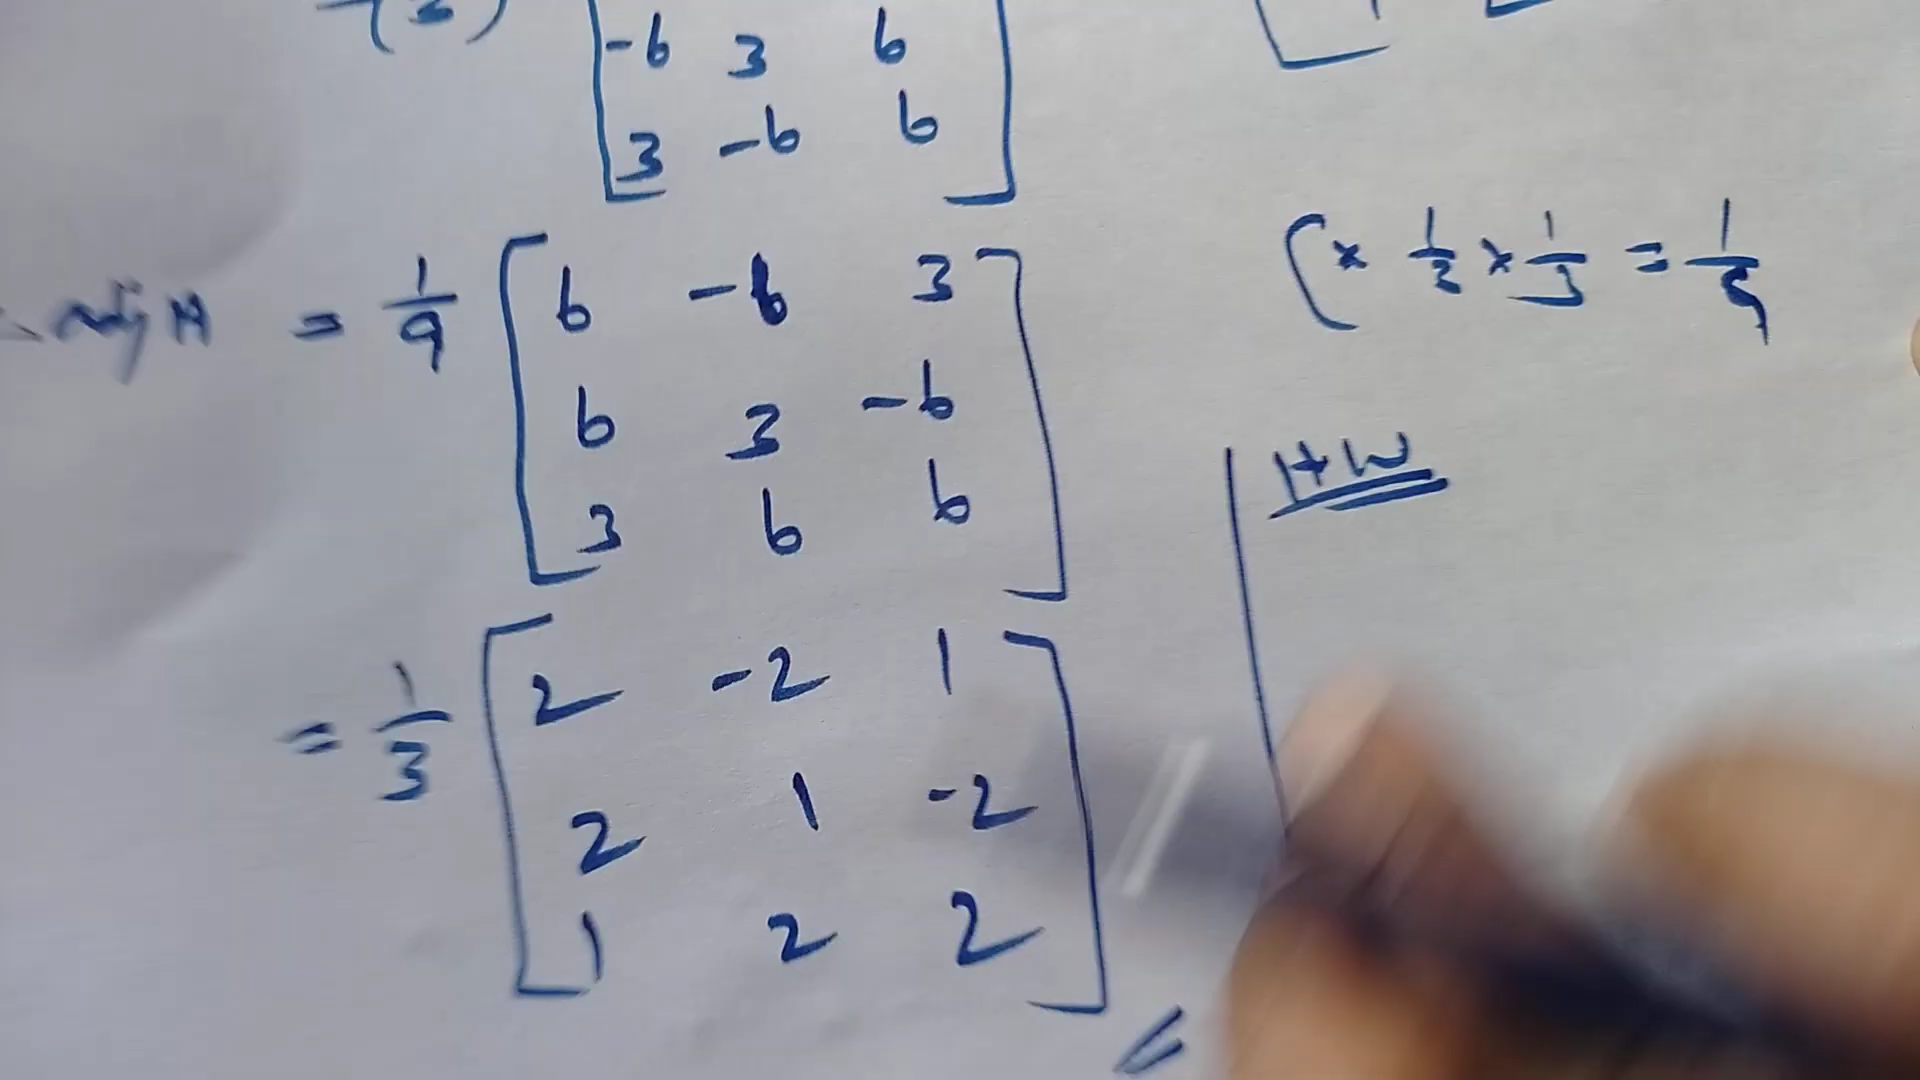 -6 3 6
3 -6 6
adj A = 1/9 [6 -6 3
6 3 -6
3 6 6]
(× 1/3 × 1/3 = 1/9
HW
= 1/3 [2 -2 1
2 1 -2
1 2 2]